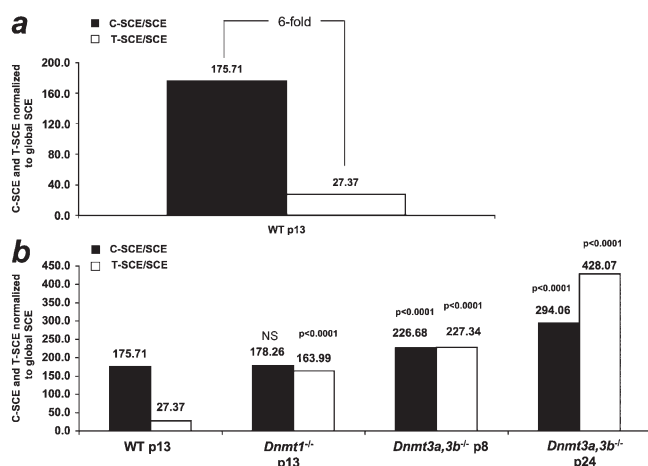 a
C-SCE/SCE
T-SCE/SCE
6-fold
C-SCE and T-SCE normalized
to global SCE
200.0
160.0
120.0
80.0
40.0
0.0
175.71
27.37
WT p13
b
C-SCE/SCE
T-SCE/SCE
C-SCE and T-SCE normalized
to global SCE
450.0
400.0
350.0
300.0
250.0
200.0
150.0
100.0
50.0
0.0
175.71
27.37
NS
178.26
p<0.0001
163.99
p<0.0001
226.68
p<0.0001
227.34
p<0.0001
294.06
p<0.0001
428.07
WT p13
Dnmt1-/-
p13
Dnmt3a,3b-/- p8
Dnmt3a,3b-/-
p24